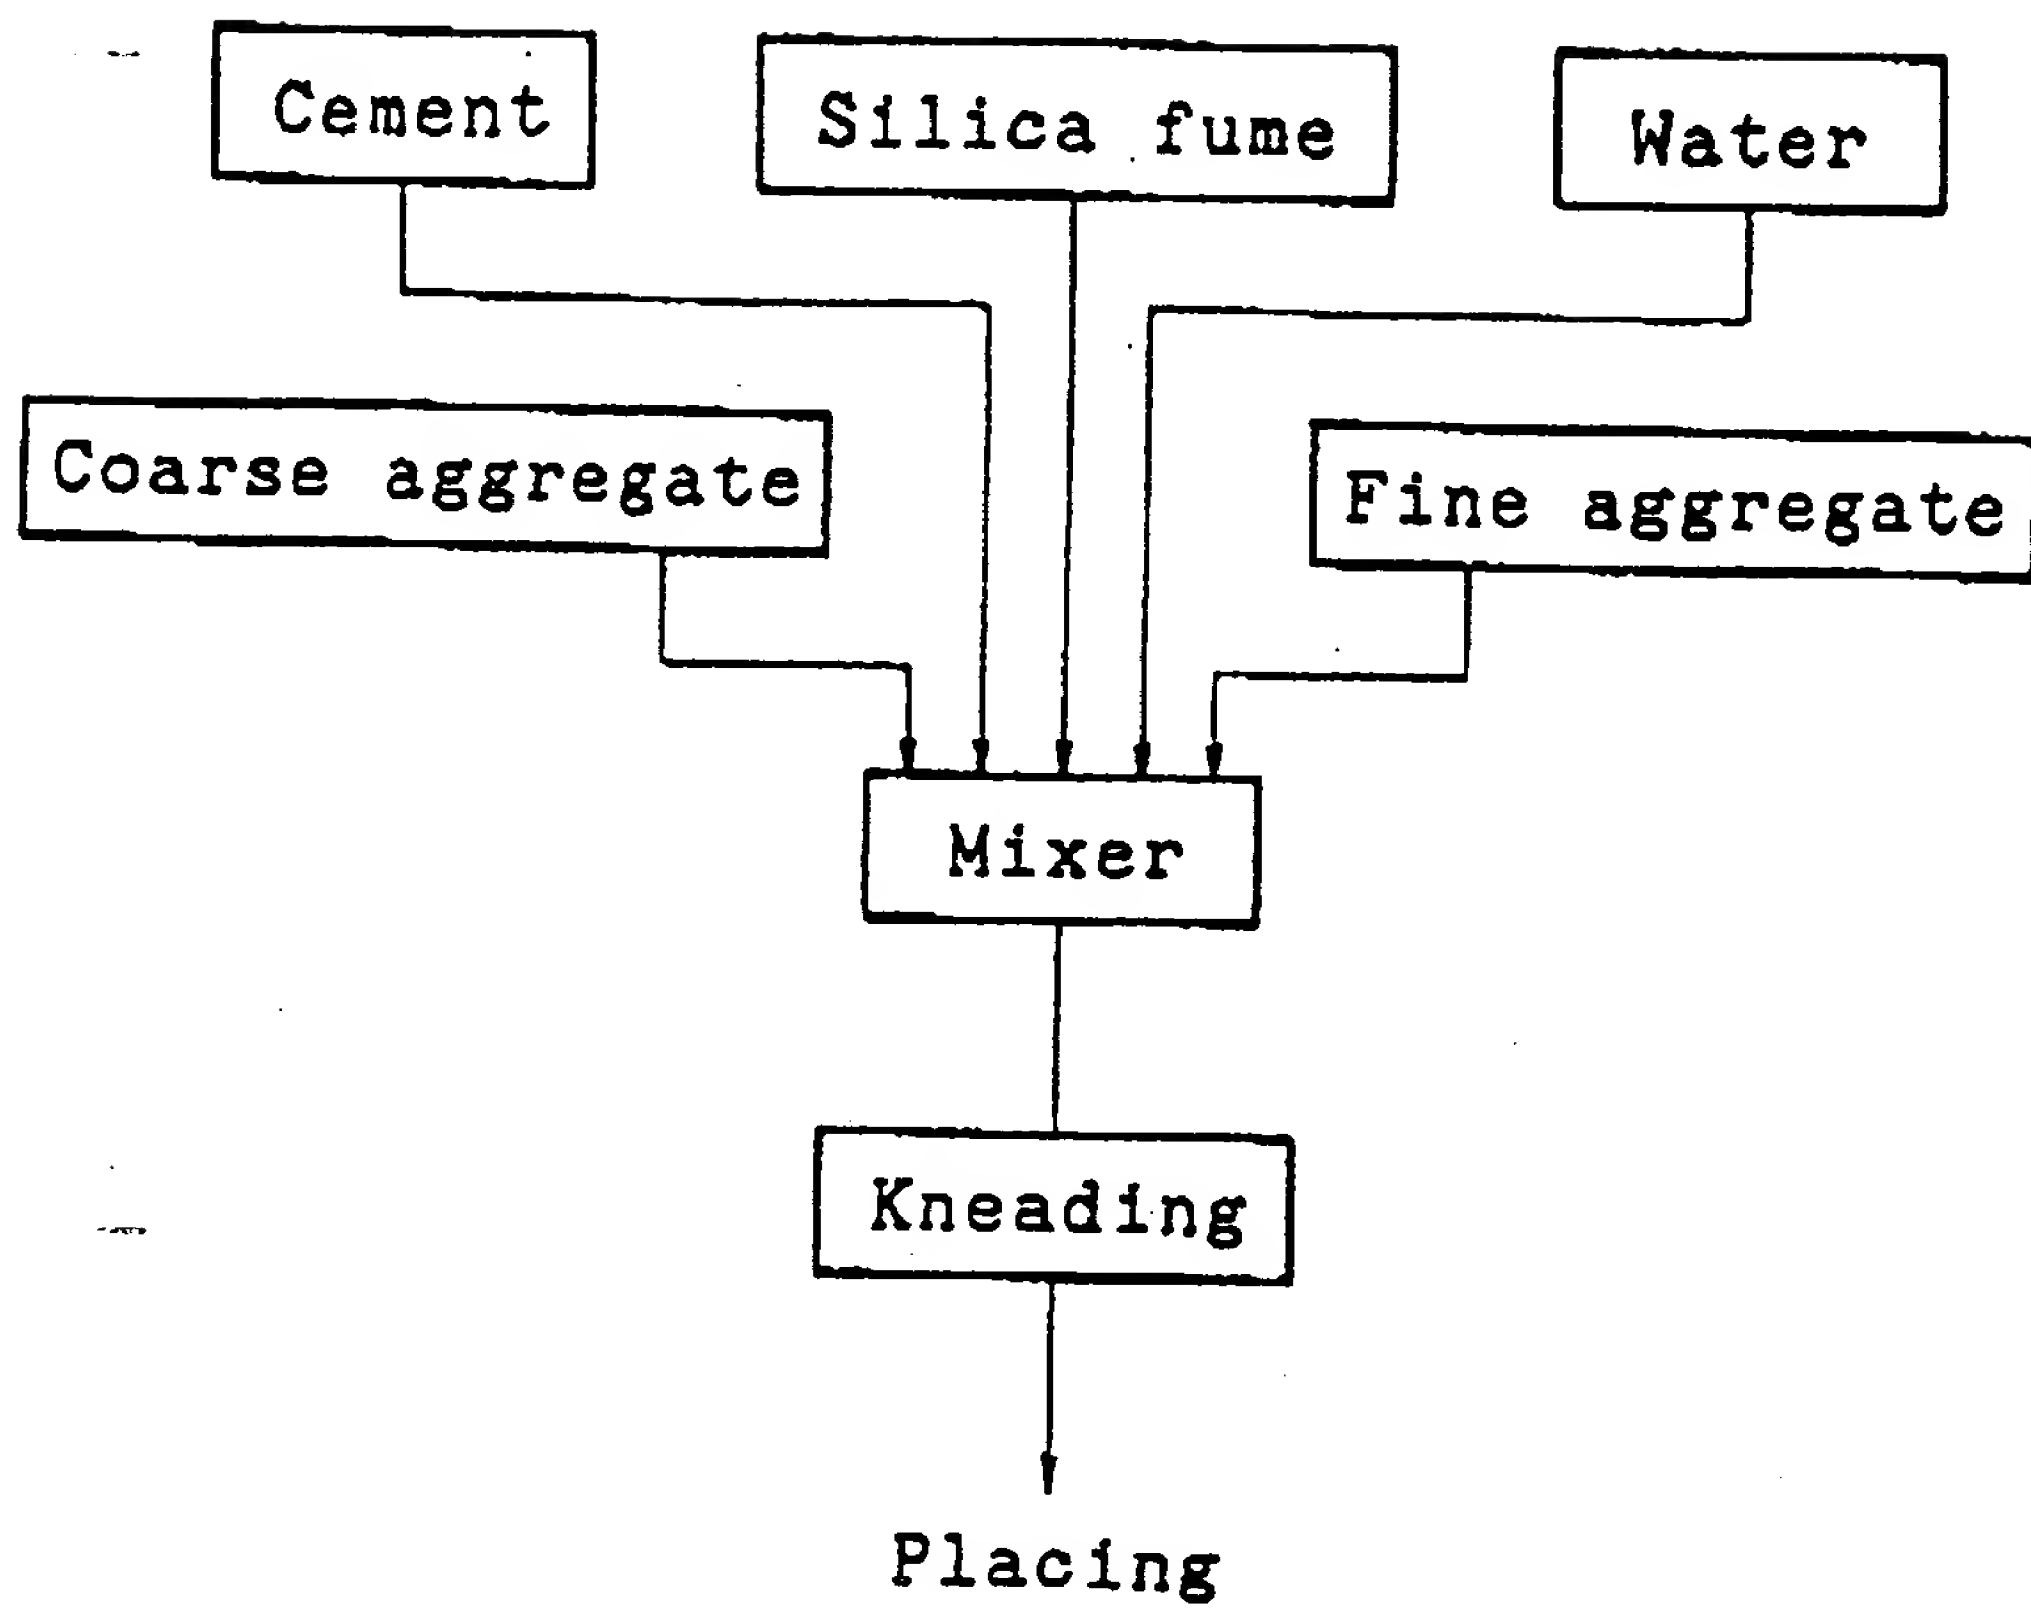 Cement
Silica fume
Water
Coarse aggregate
Fine aggregate
Mixer
Kneading
Placing